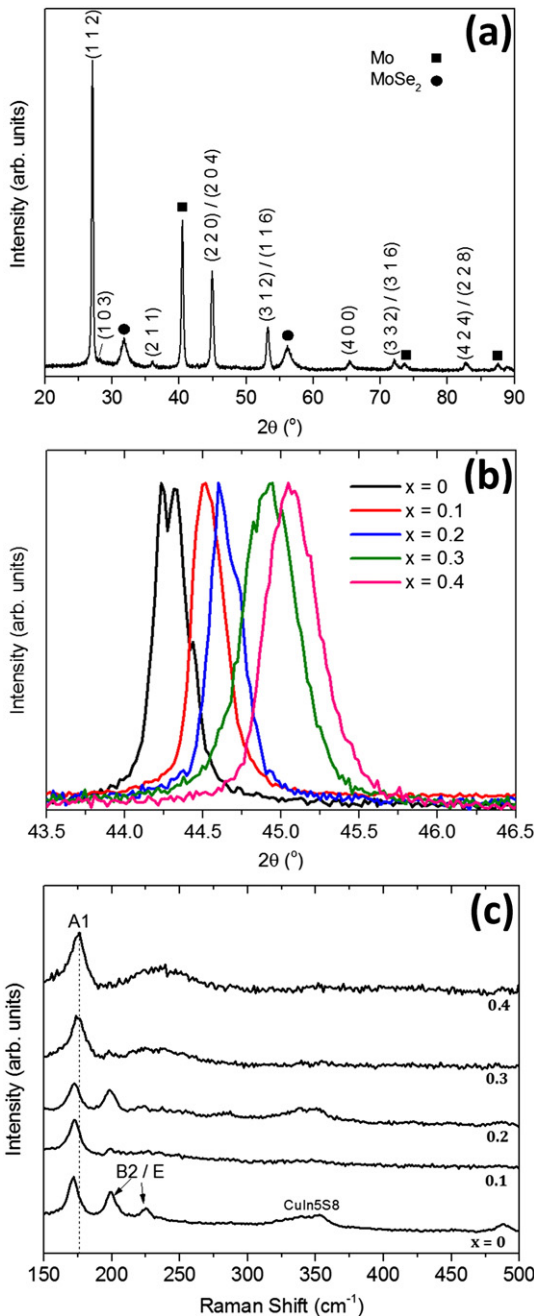 (a)
Mo ■
MoSe₂ ●
(1 1 2)
(1 0 3)
(2 1 1)
(2 2 0) / (2 0 4)
(3 1 2) / (1 1 6)
(4 0 0)
(3 3 2) / (3 1 6)
(4 2 4) / (2 2 8)
Intensity (arb. units)
20 30 40 50 60 70 80 90
2θ (°)
(b)
x = 0
x = 0.1
x = 0.2
x = 0.3
x = 0.4
Intensity (arb. units)
43.5 44.0 44.5 45.0 45.5 46.0 46.5
2θ (°)
(c)
A1
0.4
0.3
0.2
0.1
B2 / E
CuIn5S8
x = 0
Intensity (arb. units)
150 200 250 300 350 400 450 500
Raman Shift (cm⁻¹)